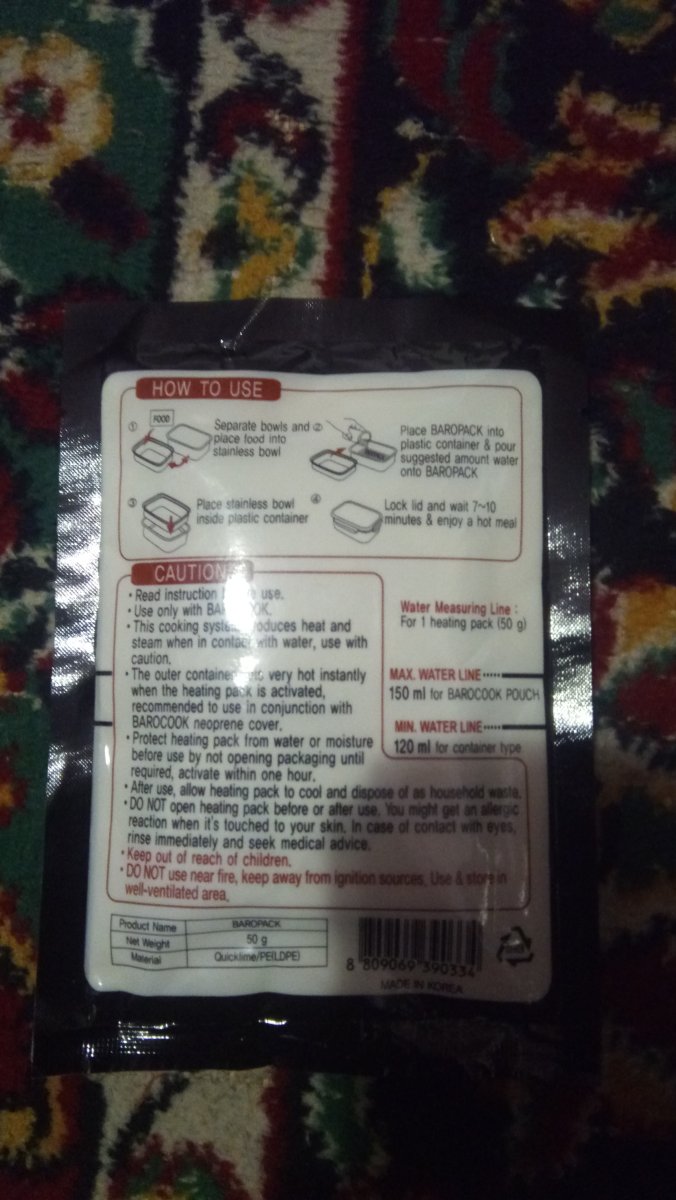 HOW TO USE
① FOOD
Separate bowls and
place food into
stainless bowl
②
Place BAROPACK into
plastic container & pour
suggested amount water
onto BAROPACK
③
Place stainless bowl
inside plastic container
④
Lock lid and wait 7~10
minutes & enjoy a hot meal
CAUTION
• Read instruction use.
• Use only with
• This cooking heat and
steam when in contact with water, use with
caution.
• The outer container very hot instantly
when the heating pack is activated,
recommended to use in conjunction with
BAROCOOK neoprene cover.
• Protect heating pack from water or moisture
before use by not opening packaging until
required, activate within one hour.
• After use, allow heating pack to cool and dispose of as household waste.
• DO NOT open heating pack before or after use. You might get an allergic
reaction when it's touched to your skin. In case of contact with eyes,
rinse immediately and seek medical advice.
• Keep out of reach of children.
• DO NOT use near fire, keep away from ignition sources. Use & store in
well-ventilated area.
Water Measuring Line :
For 1 heating pack (50 g)
MAX. WATER LINE
150 ml for BAROCOOK POUCH
MIN. WATER LINE
120 ml for container type
Product Name BAROPACK
Net Weight 50 g
Material Quicklime/PE(LDPE)
8 809069 390334
MADE IN KOREA